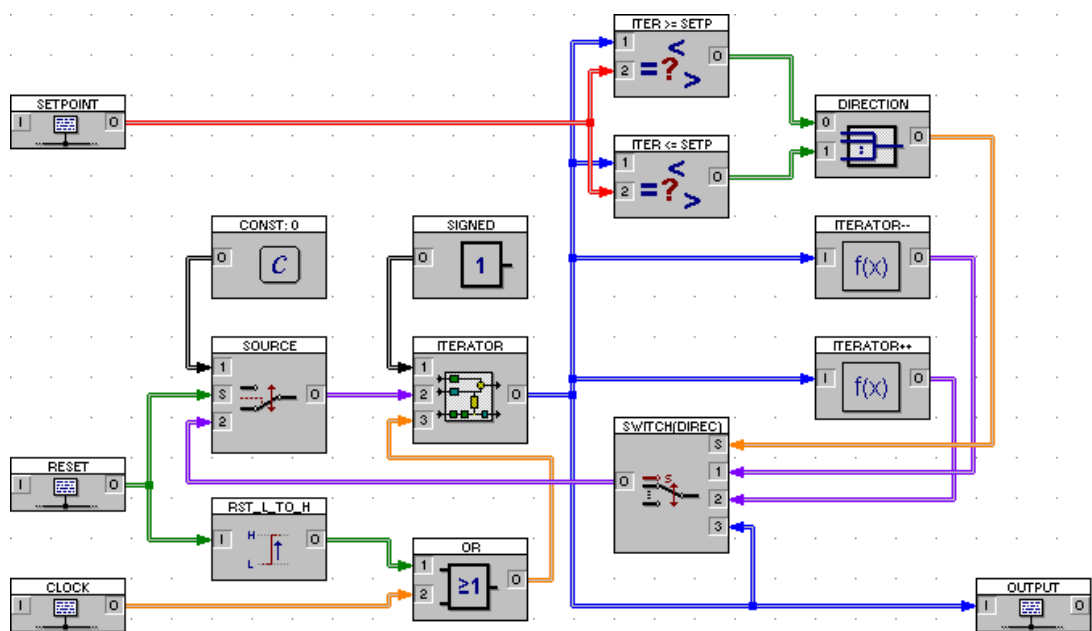 ITER >= SETP
1
2
O
= ? < >
SETPOINT
I
O
DIRECTION
0
1
O
ITER <= SETP
1
2
O
= ? < >
CONST: 0
O
C
SIGNED
O
1
ITERATOR--
I
f(x)
O
SOURCE
1
S
2
O
ITERATOR
1
2
3
O
ITERATOR++
I
f(x)
O
SWITCH(DIREC)
S
1
2
3
O
S
RESET
I
O
RST_L_TO_H
I
H
L
O
OR
1
2
≥1
O
CLOCK
I
O
OUTPUT
I
O